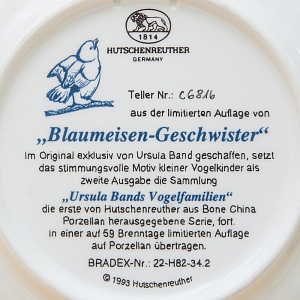 1814
HUTSCHENREUTHER
GERMANY
Teller Nr.: C6816
aus der limitierten Auflage von
„Blaumeisen-Geschwister“
Im Original exklusiv von Ursula Band geschaffen, setzt
das stimmungsvolle Motiv kleiner Vogelkinder als
zweite Ausgabe die Sammlung
„Ursula Bands Vogelfamilien“
die erste von Hutschenreuther aus Bone China
Porzellan herausgegebene Serie, fort.
In einer auf 69 Brenntage limitierten Auflage
auf Porzellan übertragen.
BRADEX-Nr.: 22-H82-34.2
© 1993 Hutschenreuther